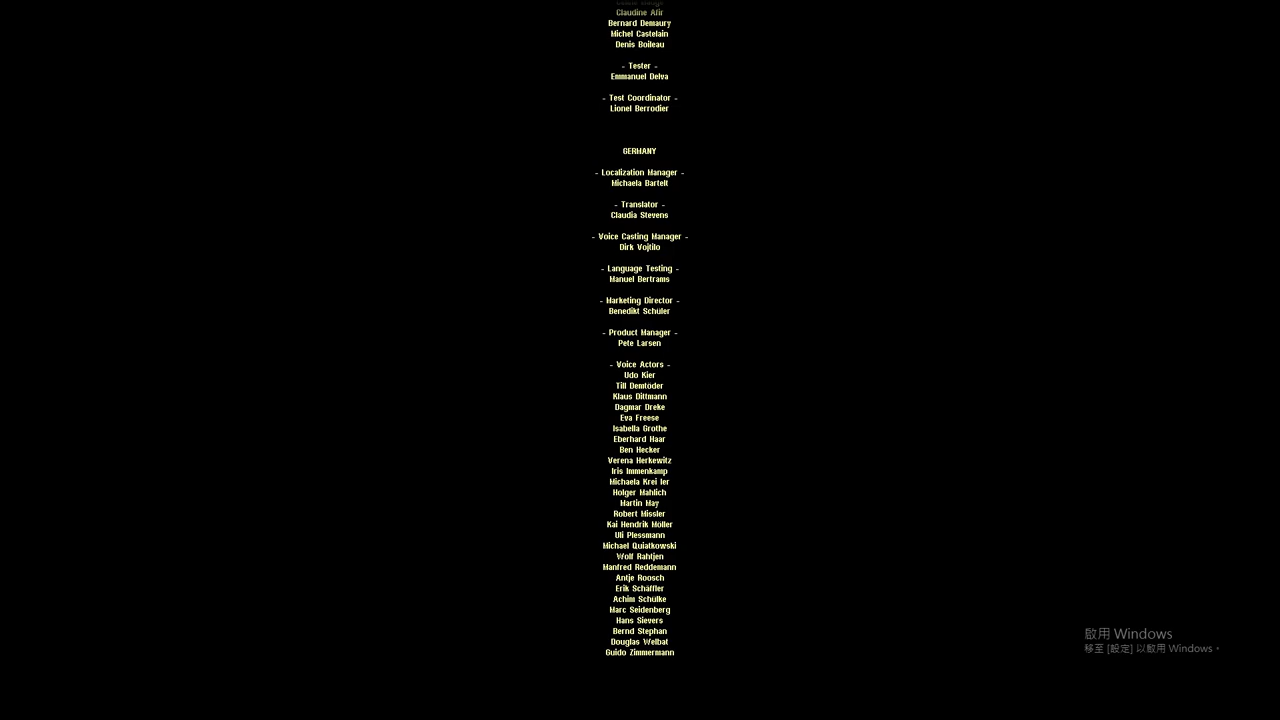 Claudine Afir
Bernard Demaury
Michel Castelain
Denis Boileau
- Tester -
Emmanuel Delva
- Test Coordinator -
Lionel Berrodier
GERMANY
- Localization Manager -
Michaela Bartelt
- Translator -
Claudia Stevens
- Voice Casting Manager -
Dirk Vojtilo
- Language Testing -
Manuel Bertrams
- Marketing Director -
Benedikt Schüler
- Product Manager -
Pete Larsen
- Voice Actors -
Udo Kier
Till Demtöder
Klaus Dittmann
Dagmar Dreke
Eva Freese
Isabella Grothe
Eberhard Haar
Ben Hecker
Verena Herkewitz
Iris Immenkamp
Michaela Krei ler
Holger Mahlich
Martin May
Robert Missler
Kai Hendrik Möller
Uli Plessmann
Michael Quiatkowski
Wolf Rahtjen
Manfred Reddemann
Antje Roosch
Erik Schäffler
Achim Schülke
Marc Seidenberg
Hans Sievers
Bernd Stephan
Douglas Welbat
Guido Zimmermann
啟用 Windows
移至 [設定] 以啟用 Windows。